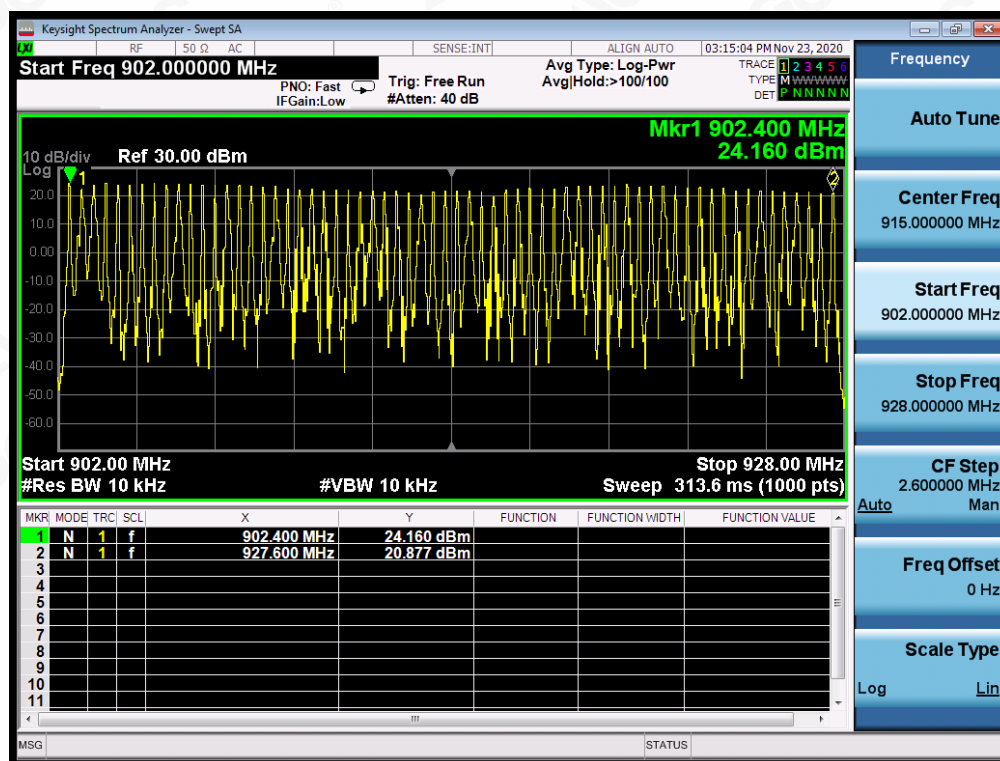 Keysight Spectrum Analyzer - Swept SA
LXI RF 50 Ω AC SENSE:INT ALIGN AUTO 03:15:04 PM Nov 23, 2020
Start Freq 902.000000 MHz
PNO: Fast
IFGain:Low
Trig: Free Run
#Atten: 40 dB
Avg Type: Log-Pwr
Avg|Hold:>100/100
TRACE 1 2 3 4 5 6
TYPE M WWWWW
DET P N N N N N
Mkr1 902.400 MHz
24.160 dBm
10 dB/div Ref 30.00 dBm
Log
1
2
20.0
10.0
0.00
-10.0
-20.0
-30.0
-40.0
-50.0
-60.0
Start 902.00 MHz Stop 928.00 MHz
#Res BW 10 kHz #VBW 10 kHz Sweep 313.6 ms (1000 pts)
MKR MODE TRC SCL X Y FUNCTION FUNCTION WIDTH FUNCTION VALUE
1 N 1 f 902.400 MHz 24.160 dBm
2 N 1 f 927.600 MHz 20.877 dBm
3
4
5
6
7
8
9
10
11
MSG STATUS
Frequency
Auto Tune
Center Freq
915.000000 MHz
Start Freq
902.000000 MHz
Stop Freq
928.000000 MHz
CF Step
2.600000 MHz
Auto Man
Freq Offset
0 Hz
Scale Type
Log Lin